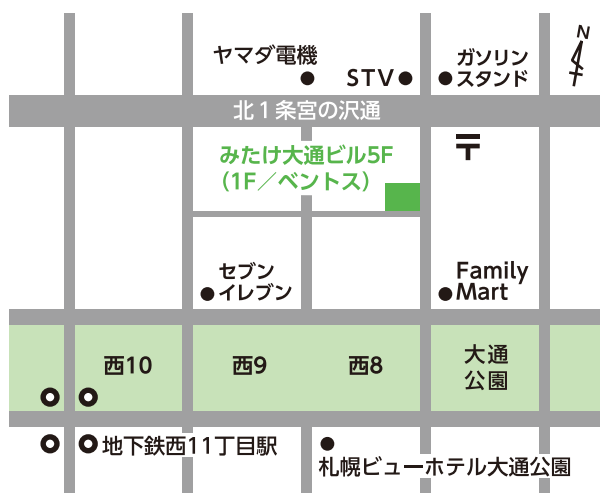 N
ヤマダ電機
STV
ガソリン
スタンド
北1条宮の沢通
〒
みたけ大通ビル5F
（1F／ベントス）
セブン
イレブン
Family
Mart
西10
西9
西8
大通
公園
地下鉄西11丁目駅
札幌ビューホテル大通公園